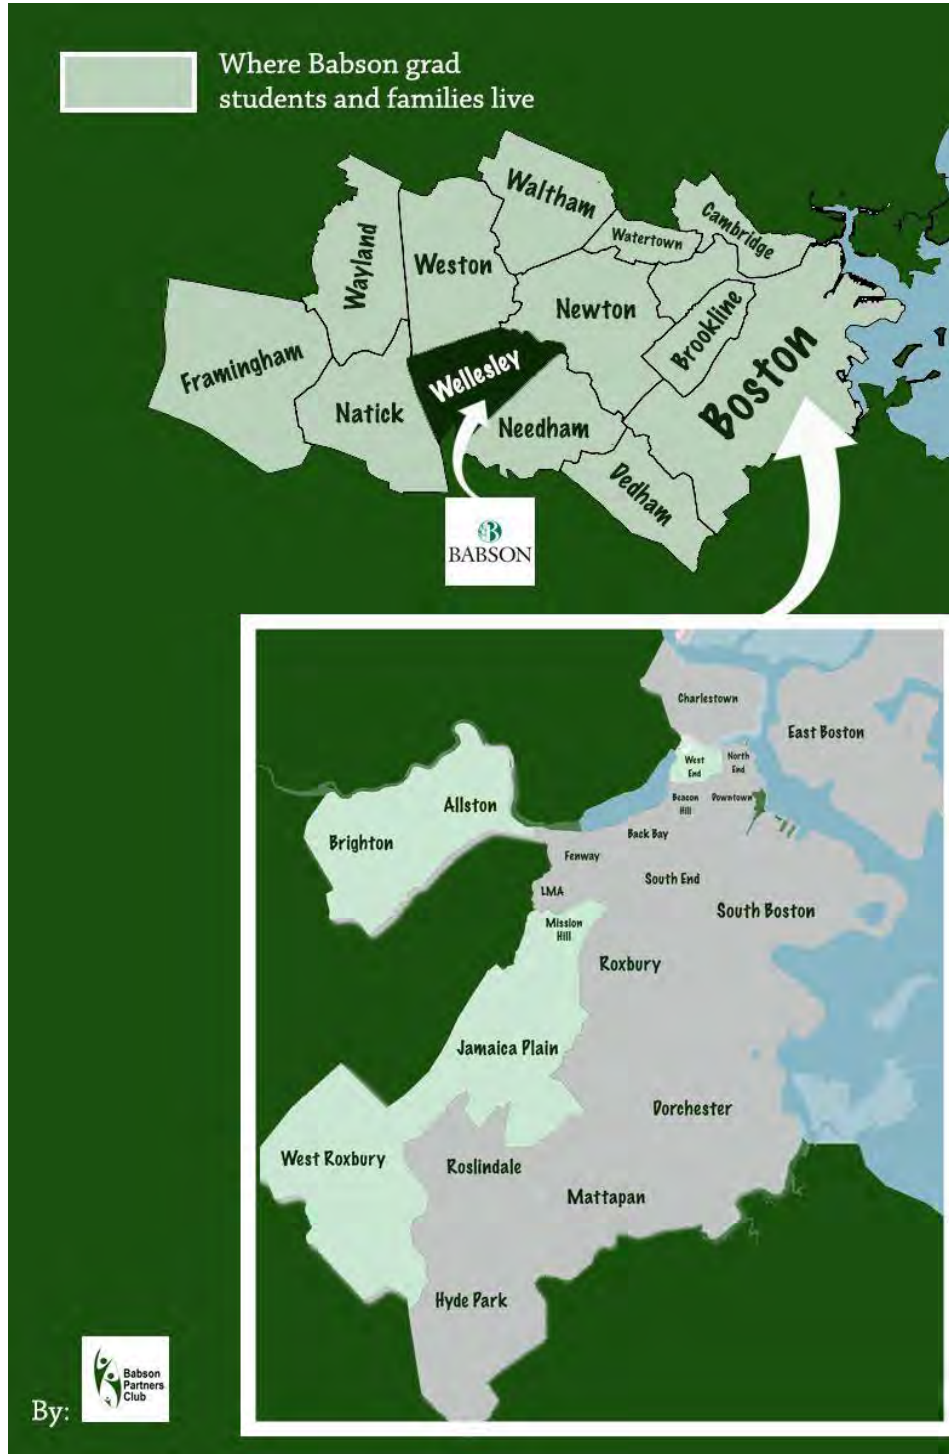 Where Babson grad
students and families live
Waltham
Cambridge
Watertown
Wayland
Weston
Newton
Brookline
Boston
Framingham
Wellesley
Natick
Needham
Dedham
BABSON
Charlestown
East Boston
West
End
North
End
Beacon
Hill
Downtown
Allston
Back Bay
Brighton
Fenway
South End
LMA
South Boston
Mission
Hill
Roxbury
Jamaica Plain
Dorchester
West Roxbury
Roslindale
Mattapan
Hyde Park
By:
Babson
Partners
Club